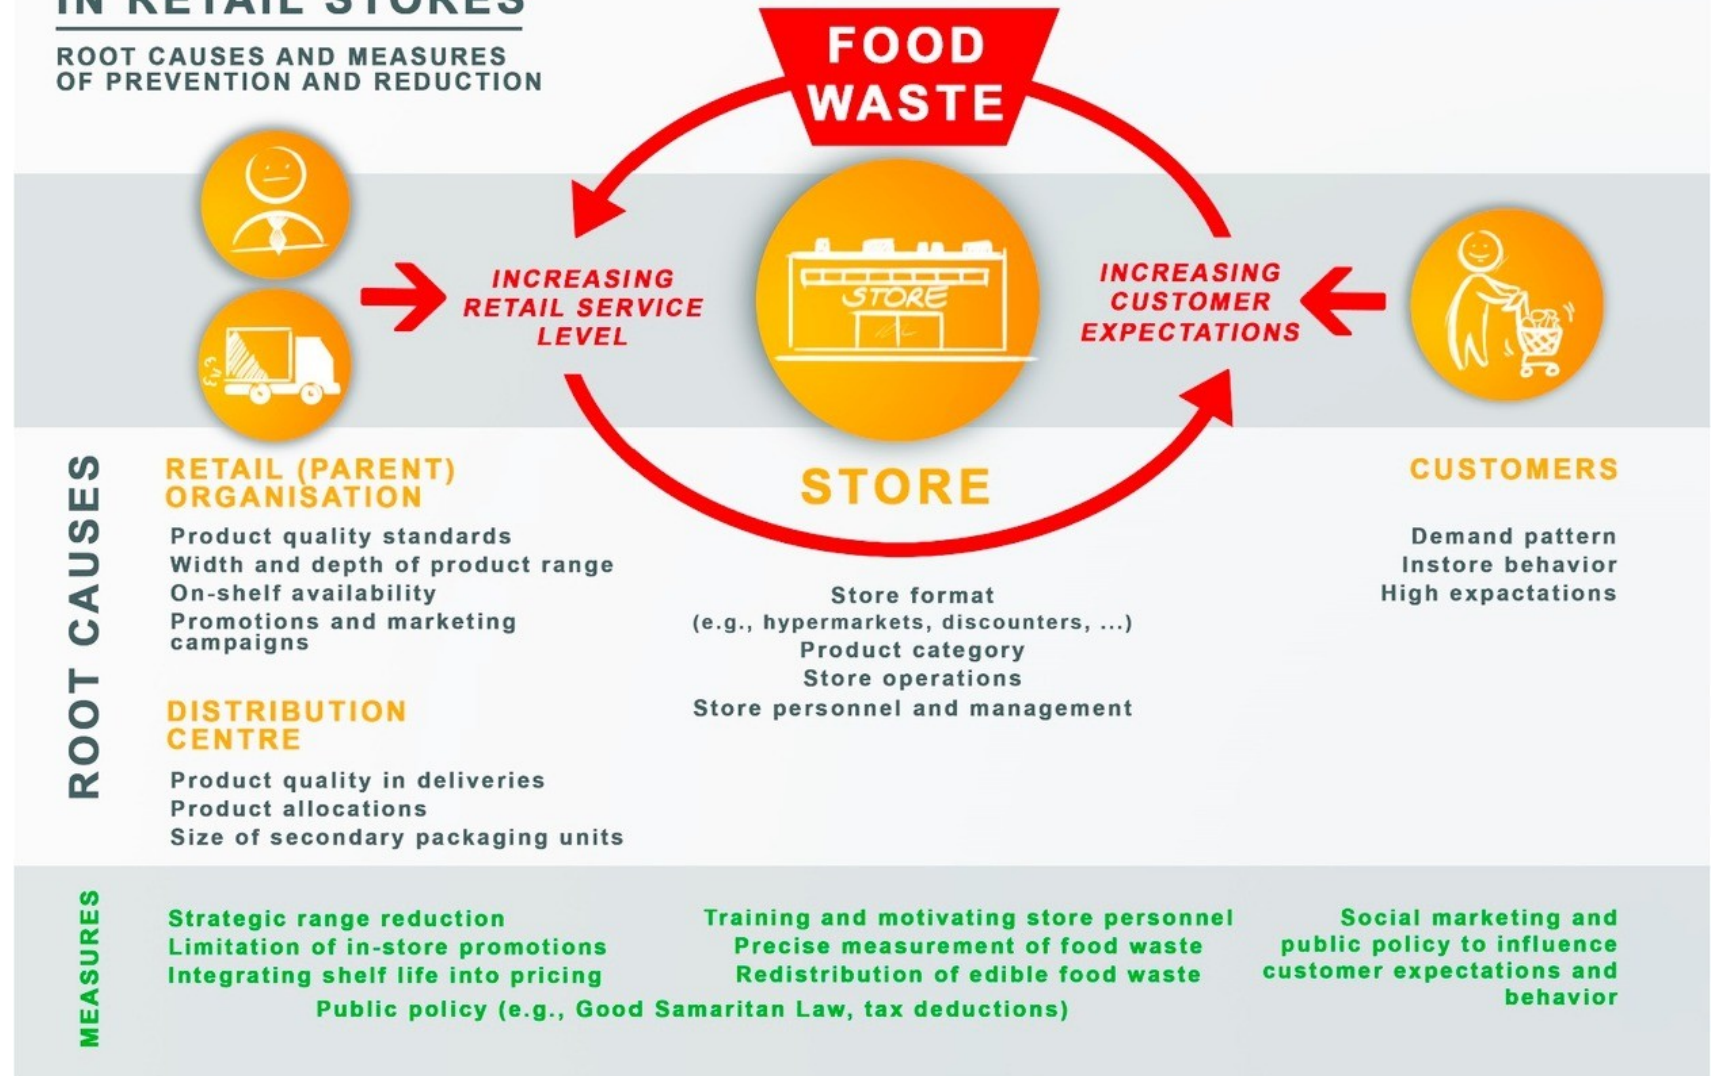 IN RETAIL STORES
ROOT CAUSES AND MEASURES
OF PREVENTION AND REDUCTION
FOOD
WASTE
INCREASING
RETAIL SERVICE
LEVEL
STORE
INCREASING
CUSTOMER
EXPECTATIONS
ROOT CAUSES
RETAIL (PARENT)
ORGANISATION
Product quality standards
Width and depth of product range
On-shelf availability
Promotions and marketing
campaigns
DISTRIBUTION
CENTRE
Product quality in deliveries
Product allocations
Size of secondary packaging units
STORE
Store format
(e.g., hypermarkets, discounters, ...)
Product category
Store operations
Store personnel and management
CUSTOMERS
Demand pattern
Instore behavior
High expactations
MEASURES
Strategic range reduction
Limitation of in-store promotions
Integrating shelf life into pricing
Training and motivating store personnel
Precise measurement of food waste
Redistribution of edible food waste
Public policy (e.g., Good Samaritan Law, tax deductions)
Social marketing and
public policy to influence
customer expectations and
behavior